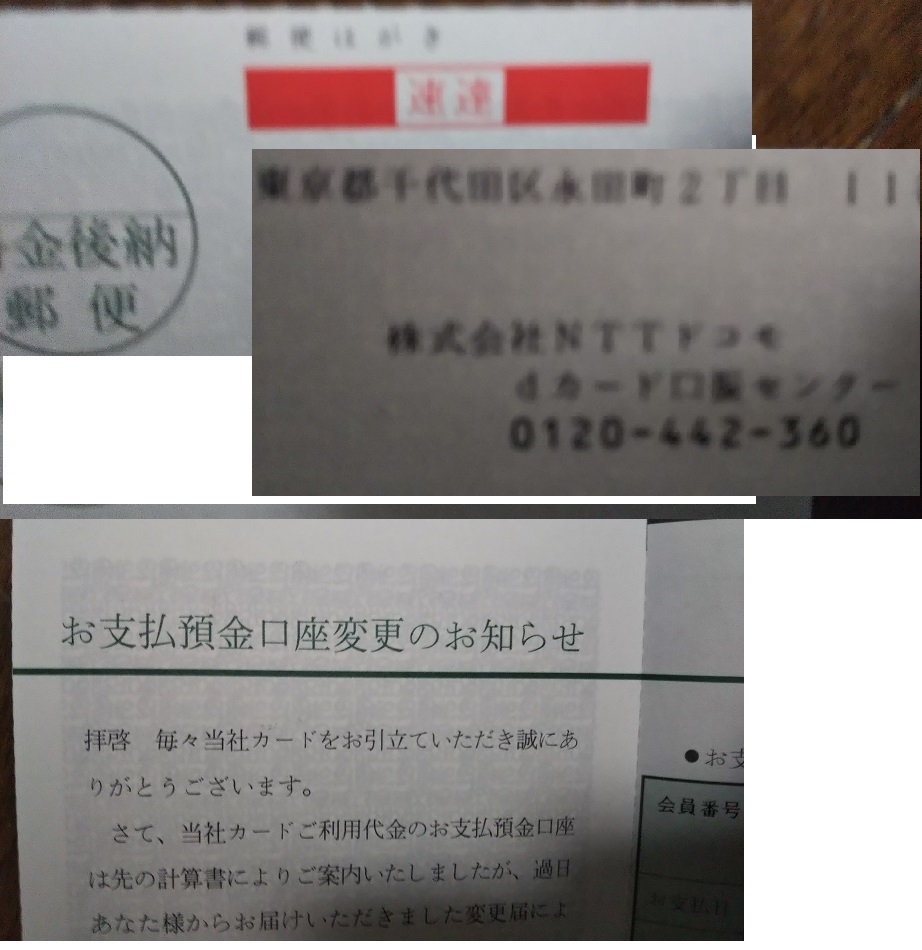 郵便はがき
速達
金後納
郵便
東京都千代田区永田町2丁目 11
株式会社NTTドコモ
dカード口振センター
0120-442-360
お支払預金口座変更のお知らせ
拝啓 毎々当社カードをお引立ていただき誠にあ
りがとうございます。
さて、当社カードご利用代金のお支払預金口座
は先の計算書によりご案内いたしましたが、過日
あなた様からお届けいただきました変更届によ
●お支
会員番号
お支払日